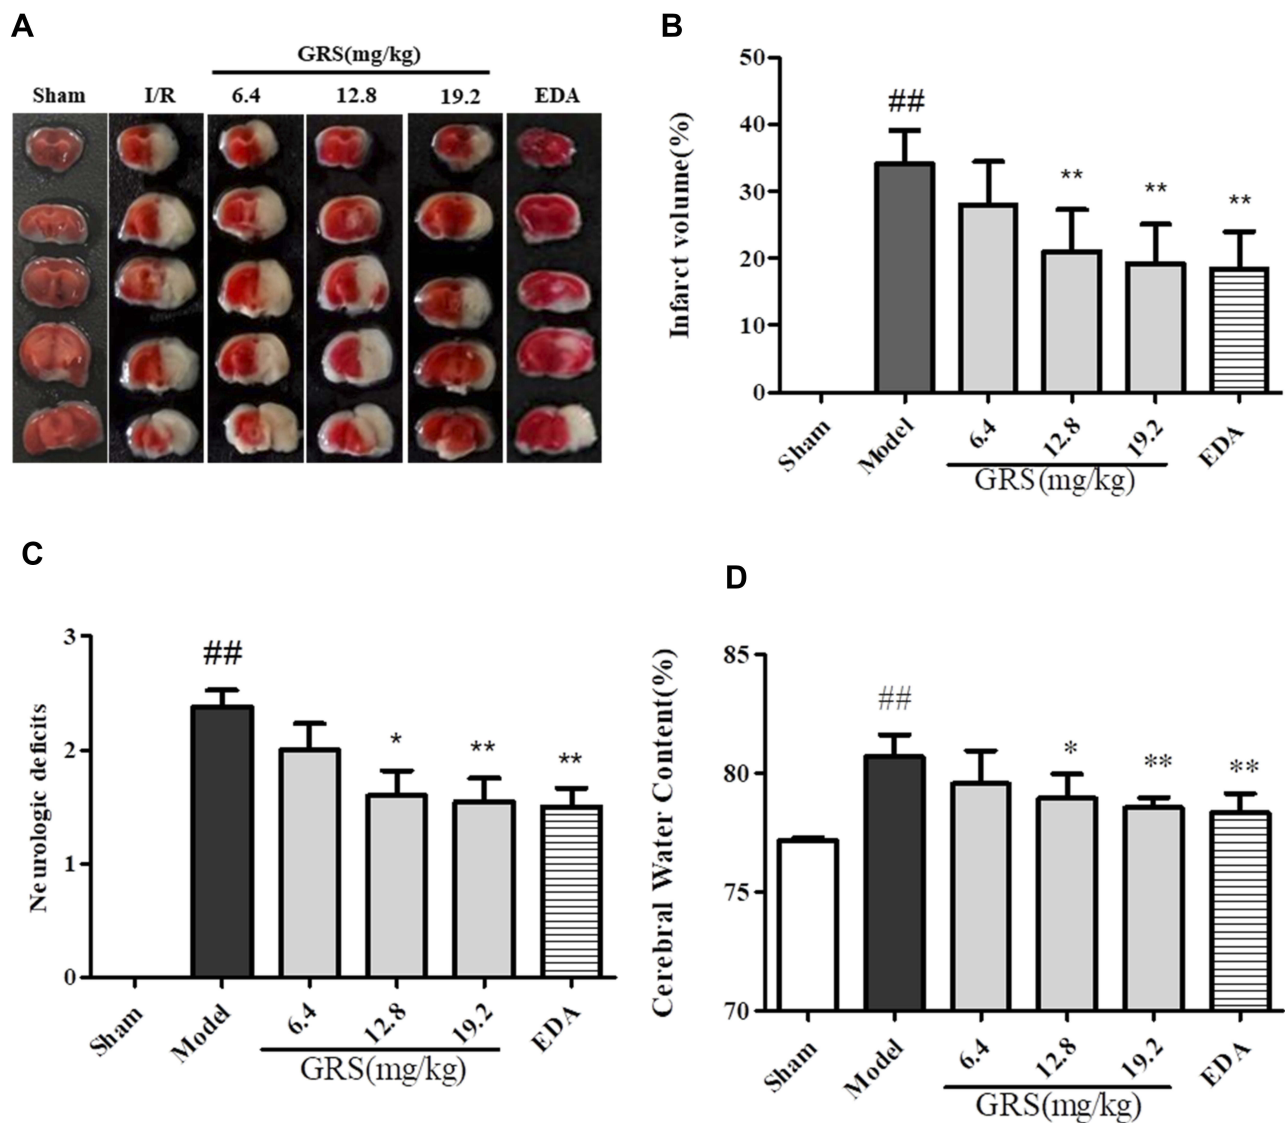 A
GRS(mg/kg)
Sham I/R 6.4 12.8 19.2 EDA
B
Infarct volume(%)
50
40
30
20
10
0
##
**
**
**
Sham Model 6.4 12.8 19.2 EDA
GRS(mg/kg)
C
Neurologic deficits
3
2
1
0
##
*
**
**
Sham Model 6.4 12.8 19.2 EDA
GRS(mg/kg)
D
Cerebral Water Content(%)
85
80
75
70
##
*
**
**
Sham Model 6.4 12.8 19.2 EDA
GRS(mg/kg)